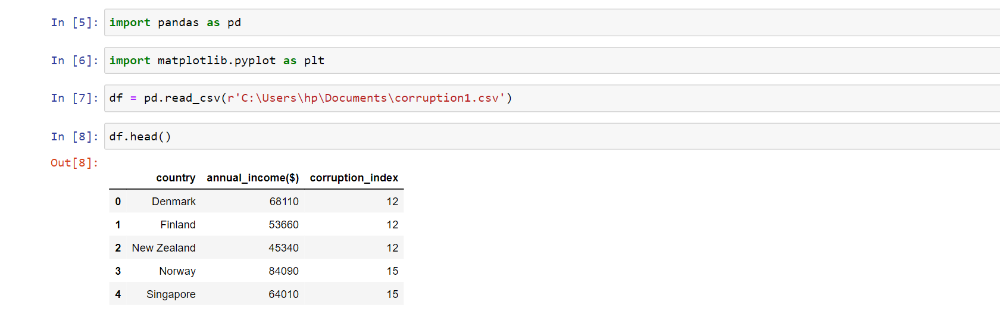 In [5]: import pandas as pd
In [6]: import matplotlib.pyplot as plt
In [7]: df = pd.read_csv(r'C:\Users\hp\Documents\corruption1.csv')
In [8]: df.head()
Out[8]:
country annual_income($) corruption_index
0 Denmark 68110 12
1 Finland 53660 12
2 New Zealand 45340 12
3 Norway 84090 15
4 Singapore 64010 15